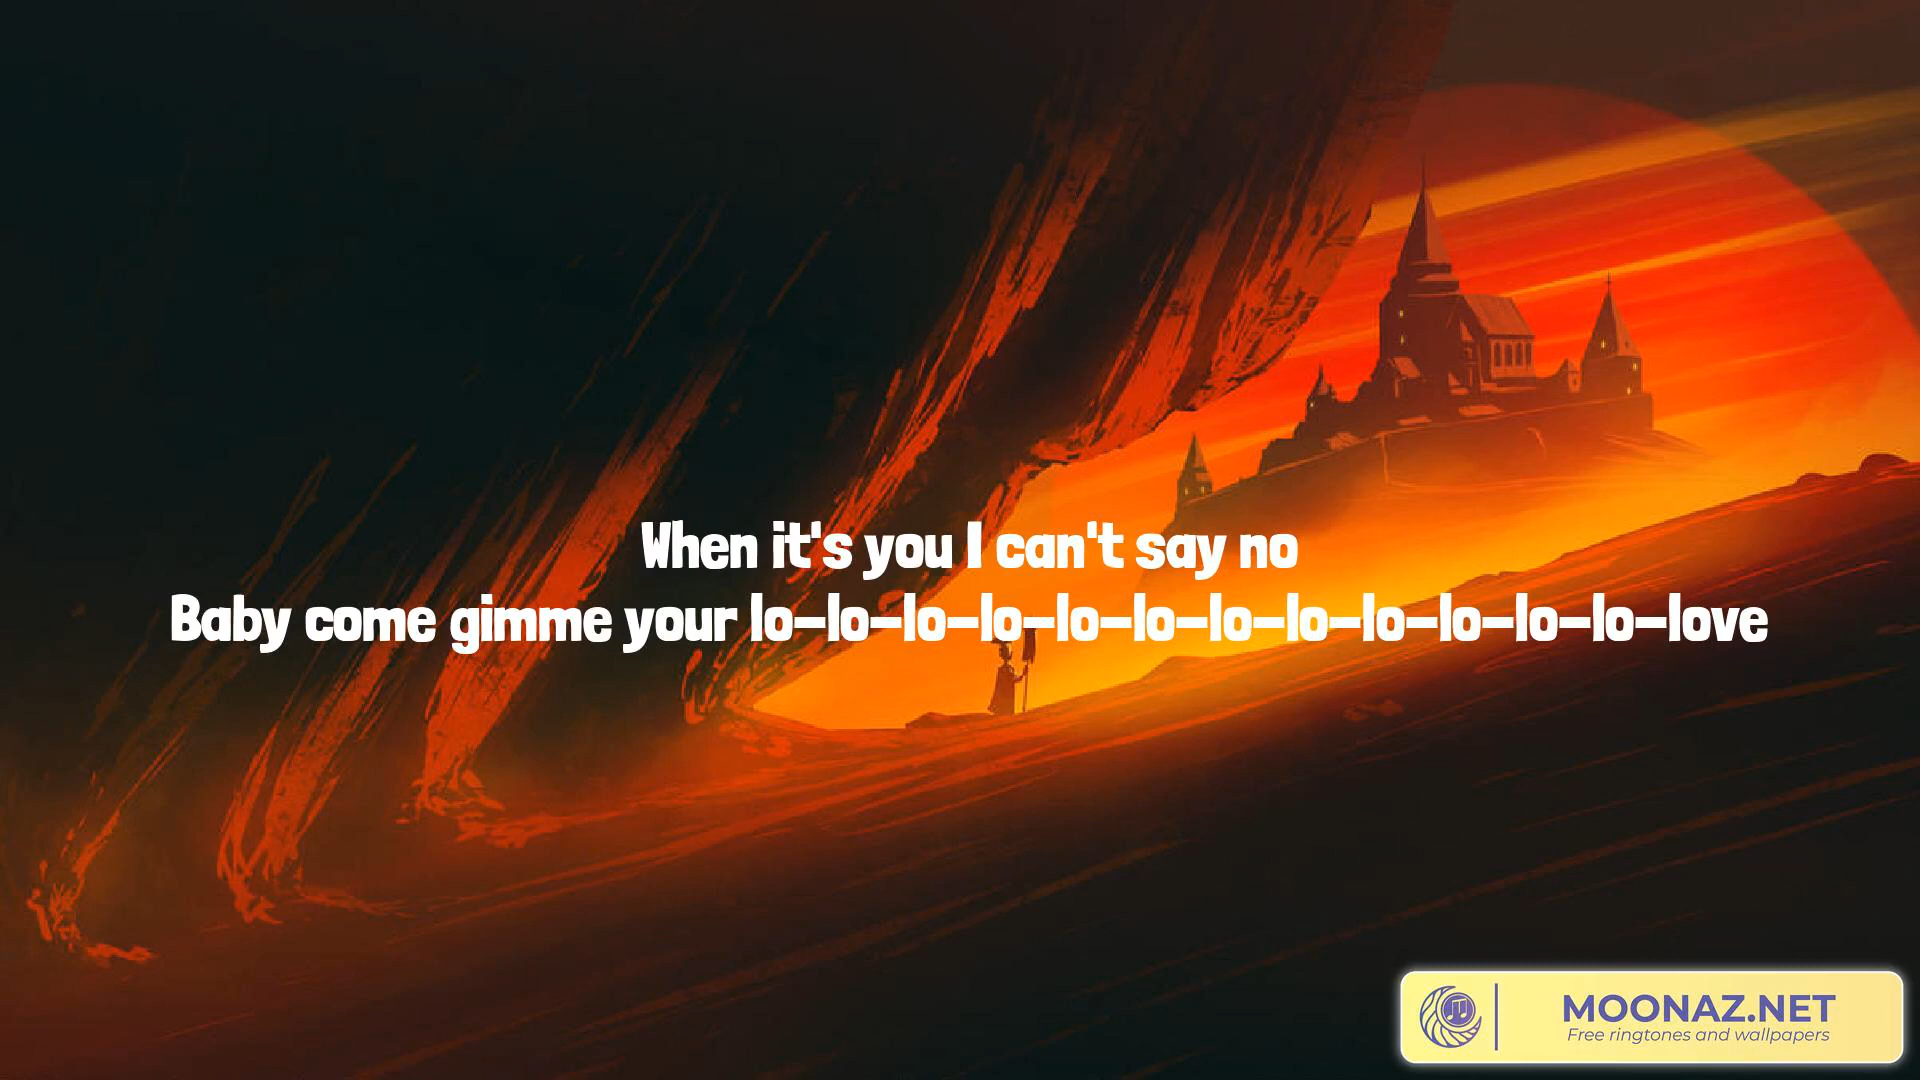 When it's you I can't say no
Baby come gimme your lo-lo-lo-lo-lo-lo-lo-lo-lo-lo-lo-lo-love
MOONAZ.NET
Free ringtones and wallpapers